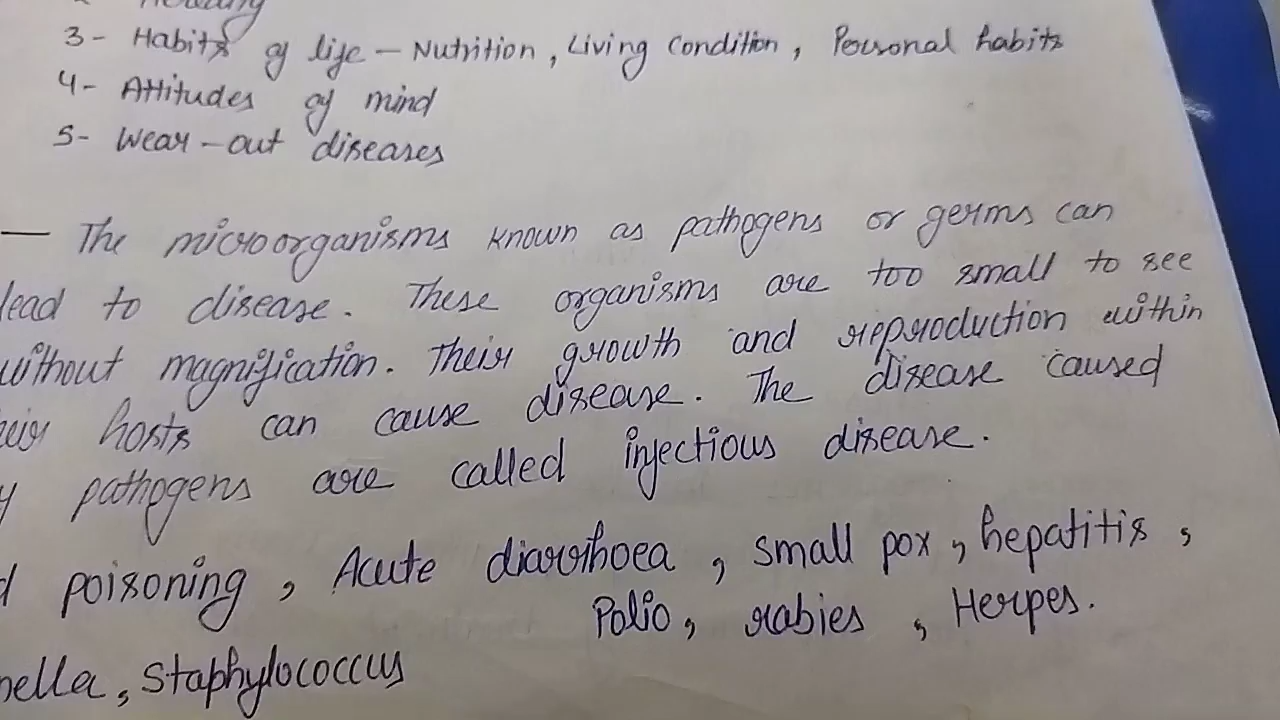 3- Habits of life – Nutrition, Living Condition, Personal habits
4- Attitudes of mind
5- Wear-out diseases
— The microorganisms known as pathogens or germs can
lead to disease. These organisms are too small to see
without magnification. Their growth and reproduction within
hosts can cause disease. The disease caused
pathogens are called infectious disease.
poisoning, Acute diarrhoea, small pox, hepatitis,
Polio, rabies, Herpes.
nella, Staphylococcus